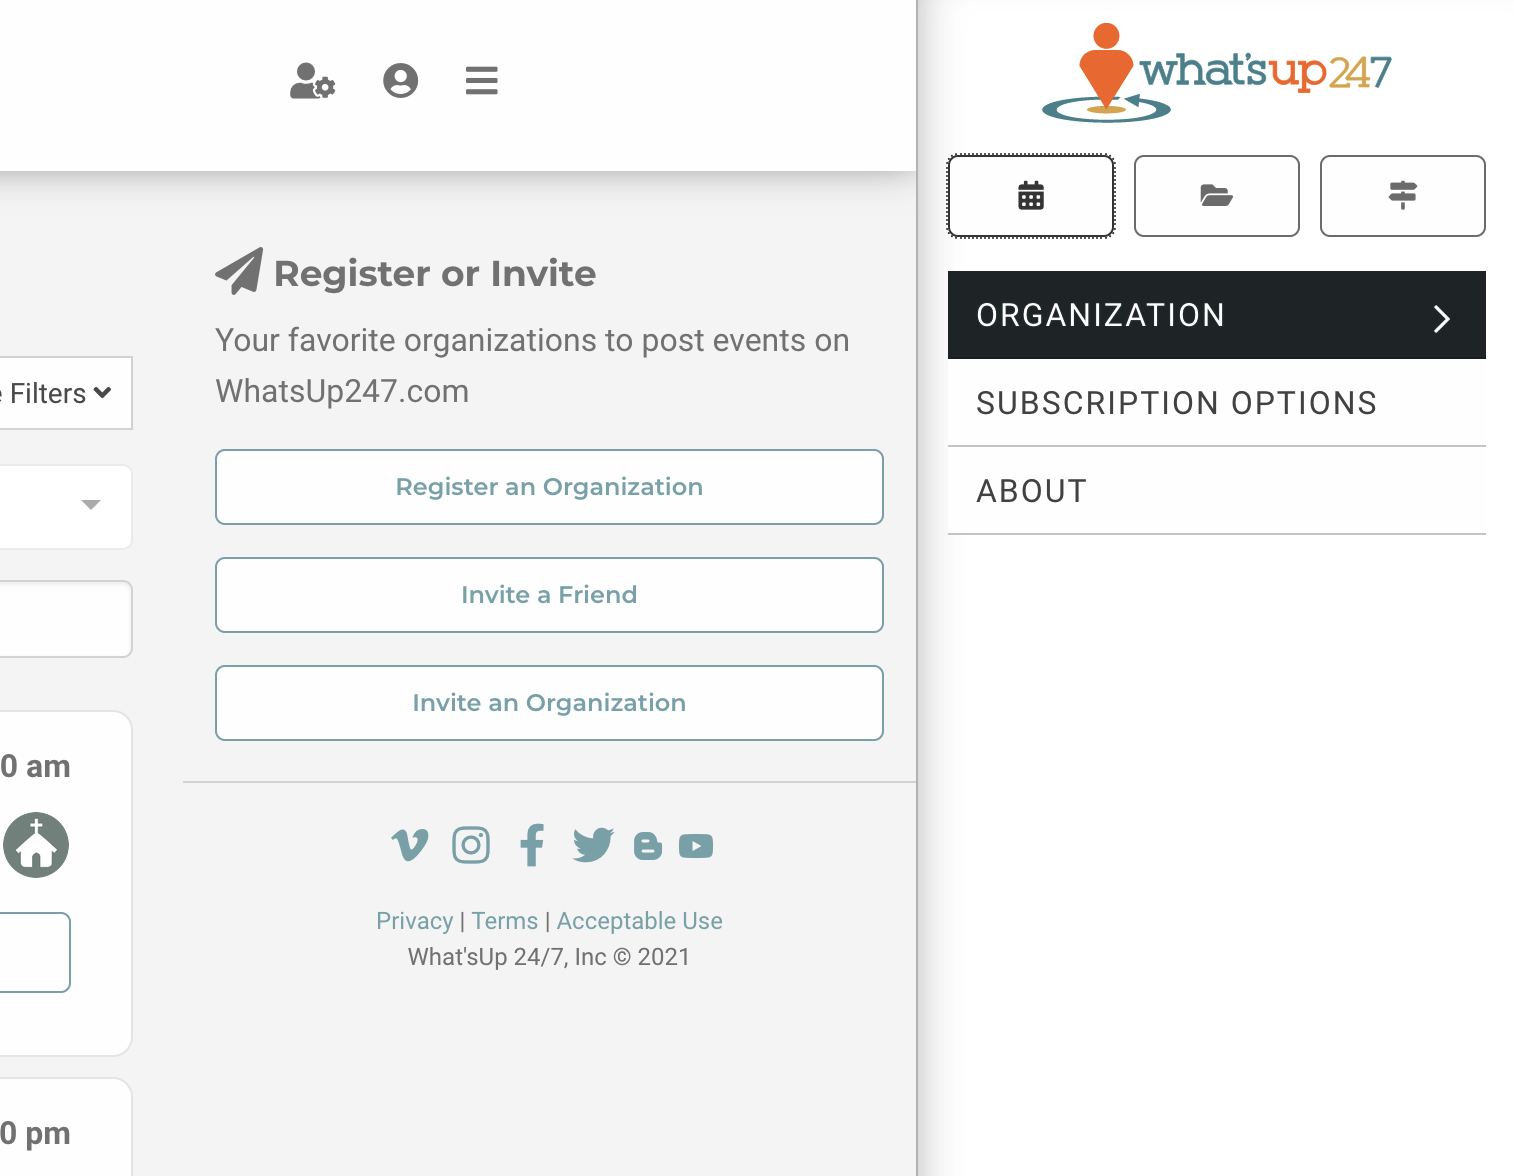 Filters
0 am
0 pm
Register or Invite
Your favorite organizations to post events on
WhatsUp247.com
Register an Organization
Invite a Friend
Invite an Organization
Privacy | Terms | Acceptable Use
What'sUp 24/7, Inc © 2021
what'sup247
ORGANIZATION
SUBSCRIPTION OPTIONS
ABOUT